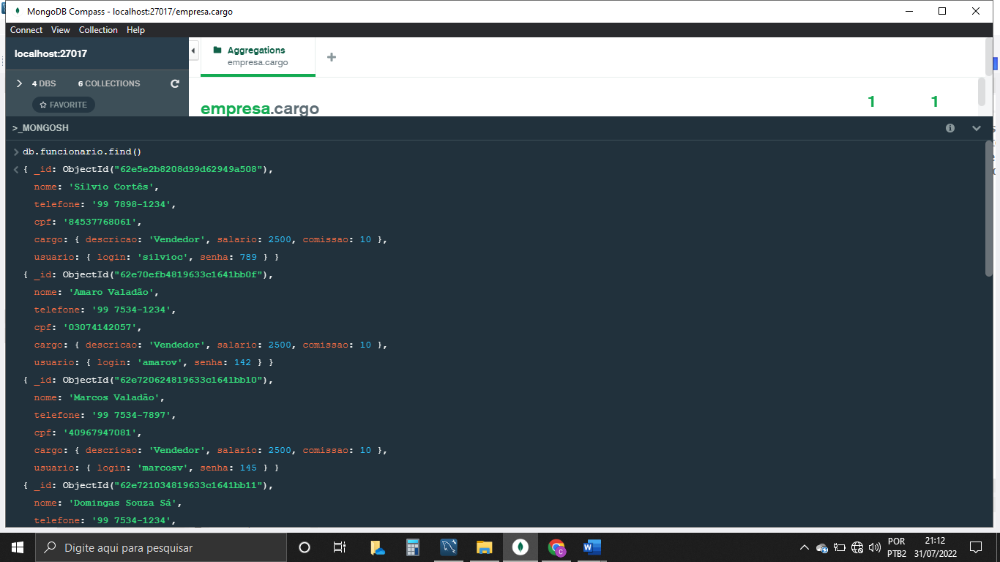 MongoDB Compass - localhost:27017/empresa.cargo
Connect View Collection Help
localhost:27017
Aggregations
empresa.cargo
4 DBS 6 COLLECTIONS
FAVORITE
empresa.cargo
1 1
>_MONGOSH
db.funcionario.find()
{ _id: ObjectId("62e5e2b8208d99d62949a508"),
nome: 'Sílvio Cortês',
telefone: '99 7898-1234',
cpf: '84537768061',
cargo: { descricao: 'Vendedor', salario: 2500, comissao: 10 },
usuario: { login: 'silvioc', senha: 789 } }
{ _id: ObjectId("62e70efb4819633c1641bb0f"),
nome: 'Amaro Valadão',
telefone: '99 7534-1234',
cpf: '03074142057',
cargo: { descricao: 'Vendedor', salario: 2500, comissao: 10 },
usuario: { login: 'amarov', senha: 142 } }
{ _id: ObjectId("62e720624819633c1641bb10"),
nome: 'Marcos Valadão',
telefone: '99 7534-7897',
cpf: '40967947081',
cargo: { descricao: 'Vendedor', salario: 2500, comissao: 10 },
usuario: { login: 'marcosv', senha: 145 } }
{ _id: ObjectId("62e721034819633c1641bb11"),
nome: 'Domingas Souza Sá',
telefone: '99 7534-1234',
Digite aqui para pesquisar
POR
PTB2
21:12
31/07/2022